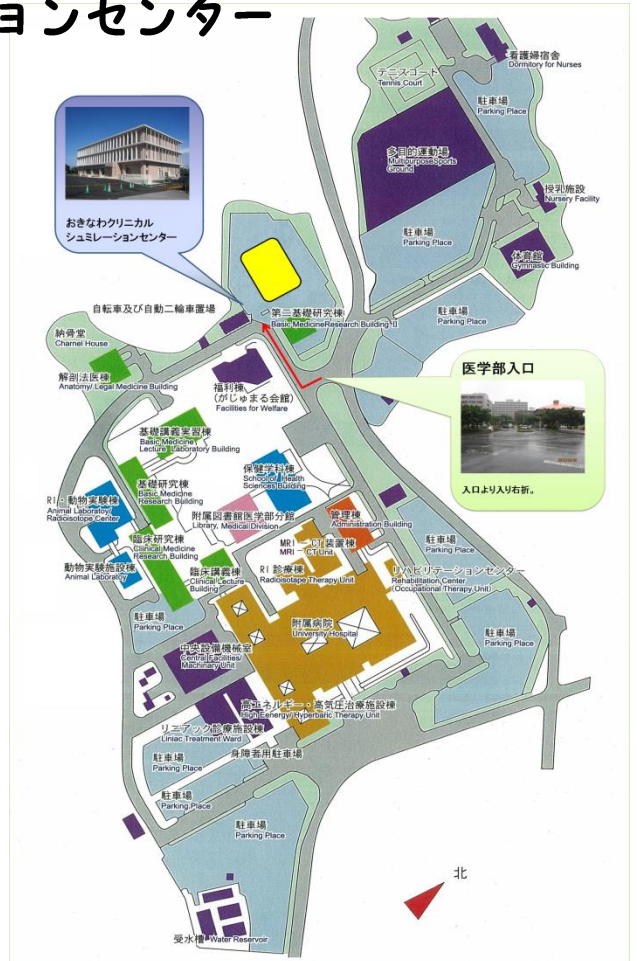 ョンセンター
看護婦宿舎
Dormitory for Nurses
テニスコート
Tennis Court
駐車場
Parking Place
多目的運動場
MultipurposeSports
Ground
授乳施設
Nursery Facility
駐車場
Parking Place
体育館
Gymnastic Building
おきなわクリニカル
シュミレーションセンター
自転車及び自動二輪車置場
第二基礎研究棟
Basic MedicineResearch Building II
駐車場
Parking Place
納骨堂
Charnel House
解剖法医棟
Anatomy/ Legal Medicine Building
福利棟
(がじゅまる会館)
Facilities for Welfare
医学部入口
入口より入り右折。
基礎講義実習棟
Basic Medicine
Lecture Laboratory Building
保健学科棟
School of Health
Sciences Building
RI・動物実験棟
Animal Laboratory/
Radioisotope Center
基礎研究棟
Basic Medicine
Research Building
附属図書館医学部分館
Library, Medical Division
管理棟
Administration Building
臨床研究棟
Clinical Medicine
Research Building
MRI-CT装置棟
MRI-CT Unit
駐車場
Parking Place
動物実験施設棟
Animal Laboratoy
臨床講義棟
Clinical Lecture
Building
RI診療棟
Radioisotape Therapy Unit
リハビリテーションセンター
Rehabilitation Center
(Occupational Therapy Unit)
駐車場
Parking Place
附属病院
University Hospital
駐車場
Parking Place
中央設備機械室
Central Facilities/
Machinary Unit
高エネルギー・高気圧治療施設棟
High Eenergy/Hyperbaric Therapy Unit
リニアック診療施設棟
Liniac Treatment Ward
身障者用駐車場
駐車場
Parking Place
駐車場
Parking Place
駐車場
Parking Place
北
受水槽 Water Reservoir